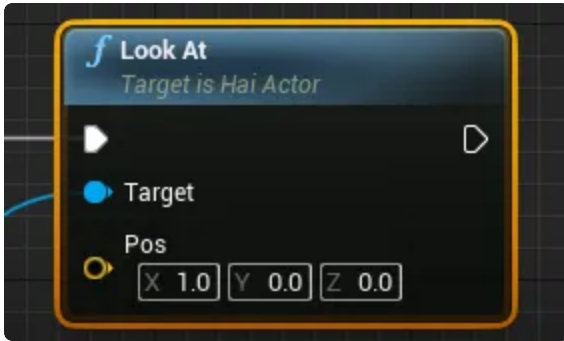 f Look At
Target is Hai Actor
Target
Pos
X 1.0 Y 0.0 Z 0.0